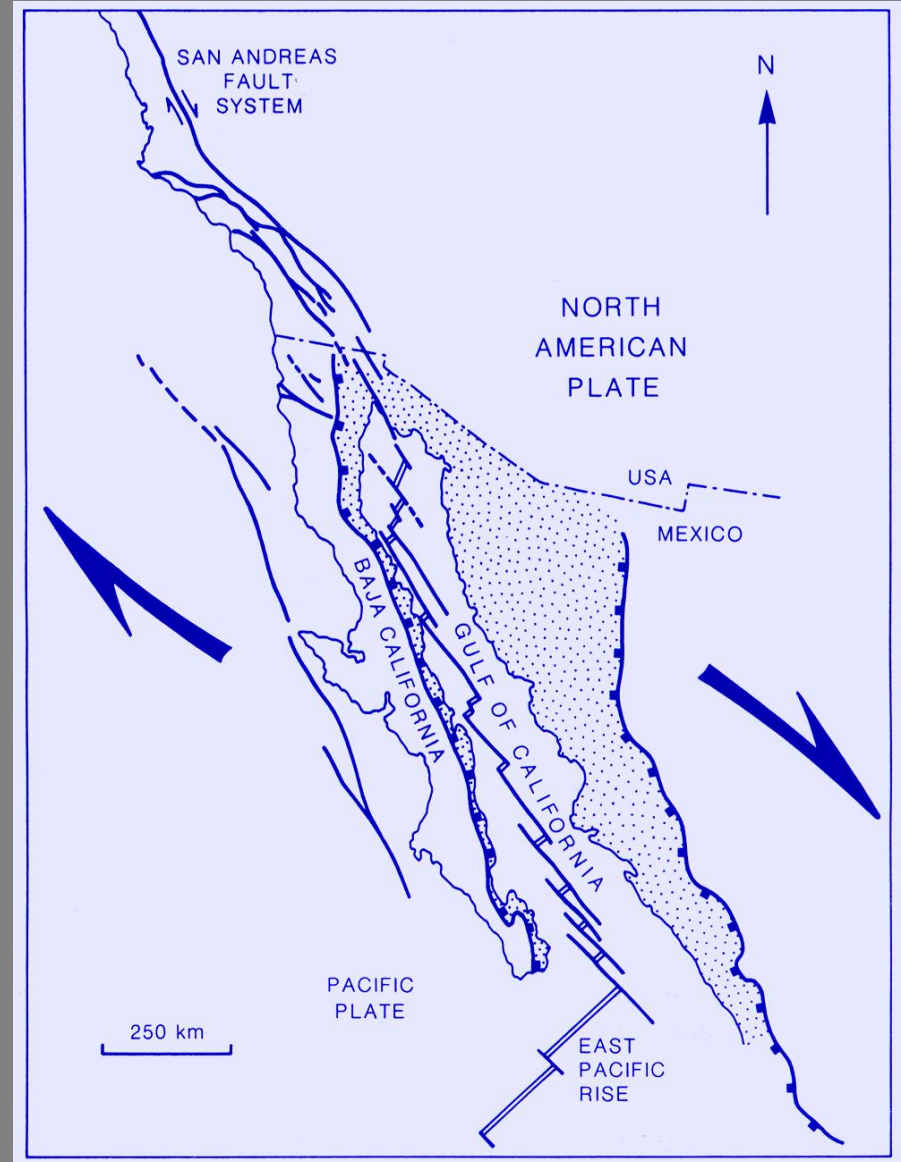 SAN ANDREAS
FAULT
SYSTEM
N
NORTH
AMERICAN
PLATE
USA
MEXICO
BAJA CALIFORNIA
GULF OF CALIFORNIA
PACIFIC
PLATE
250 km
EAST
PACIFIC
RISE